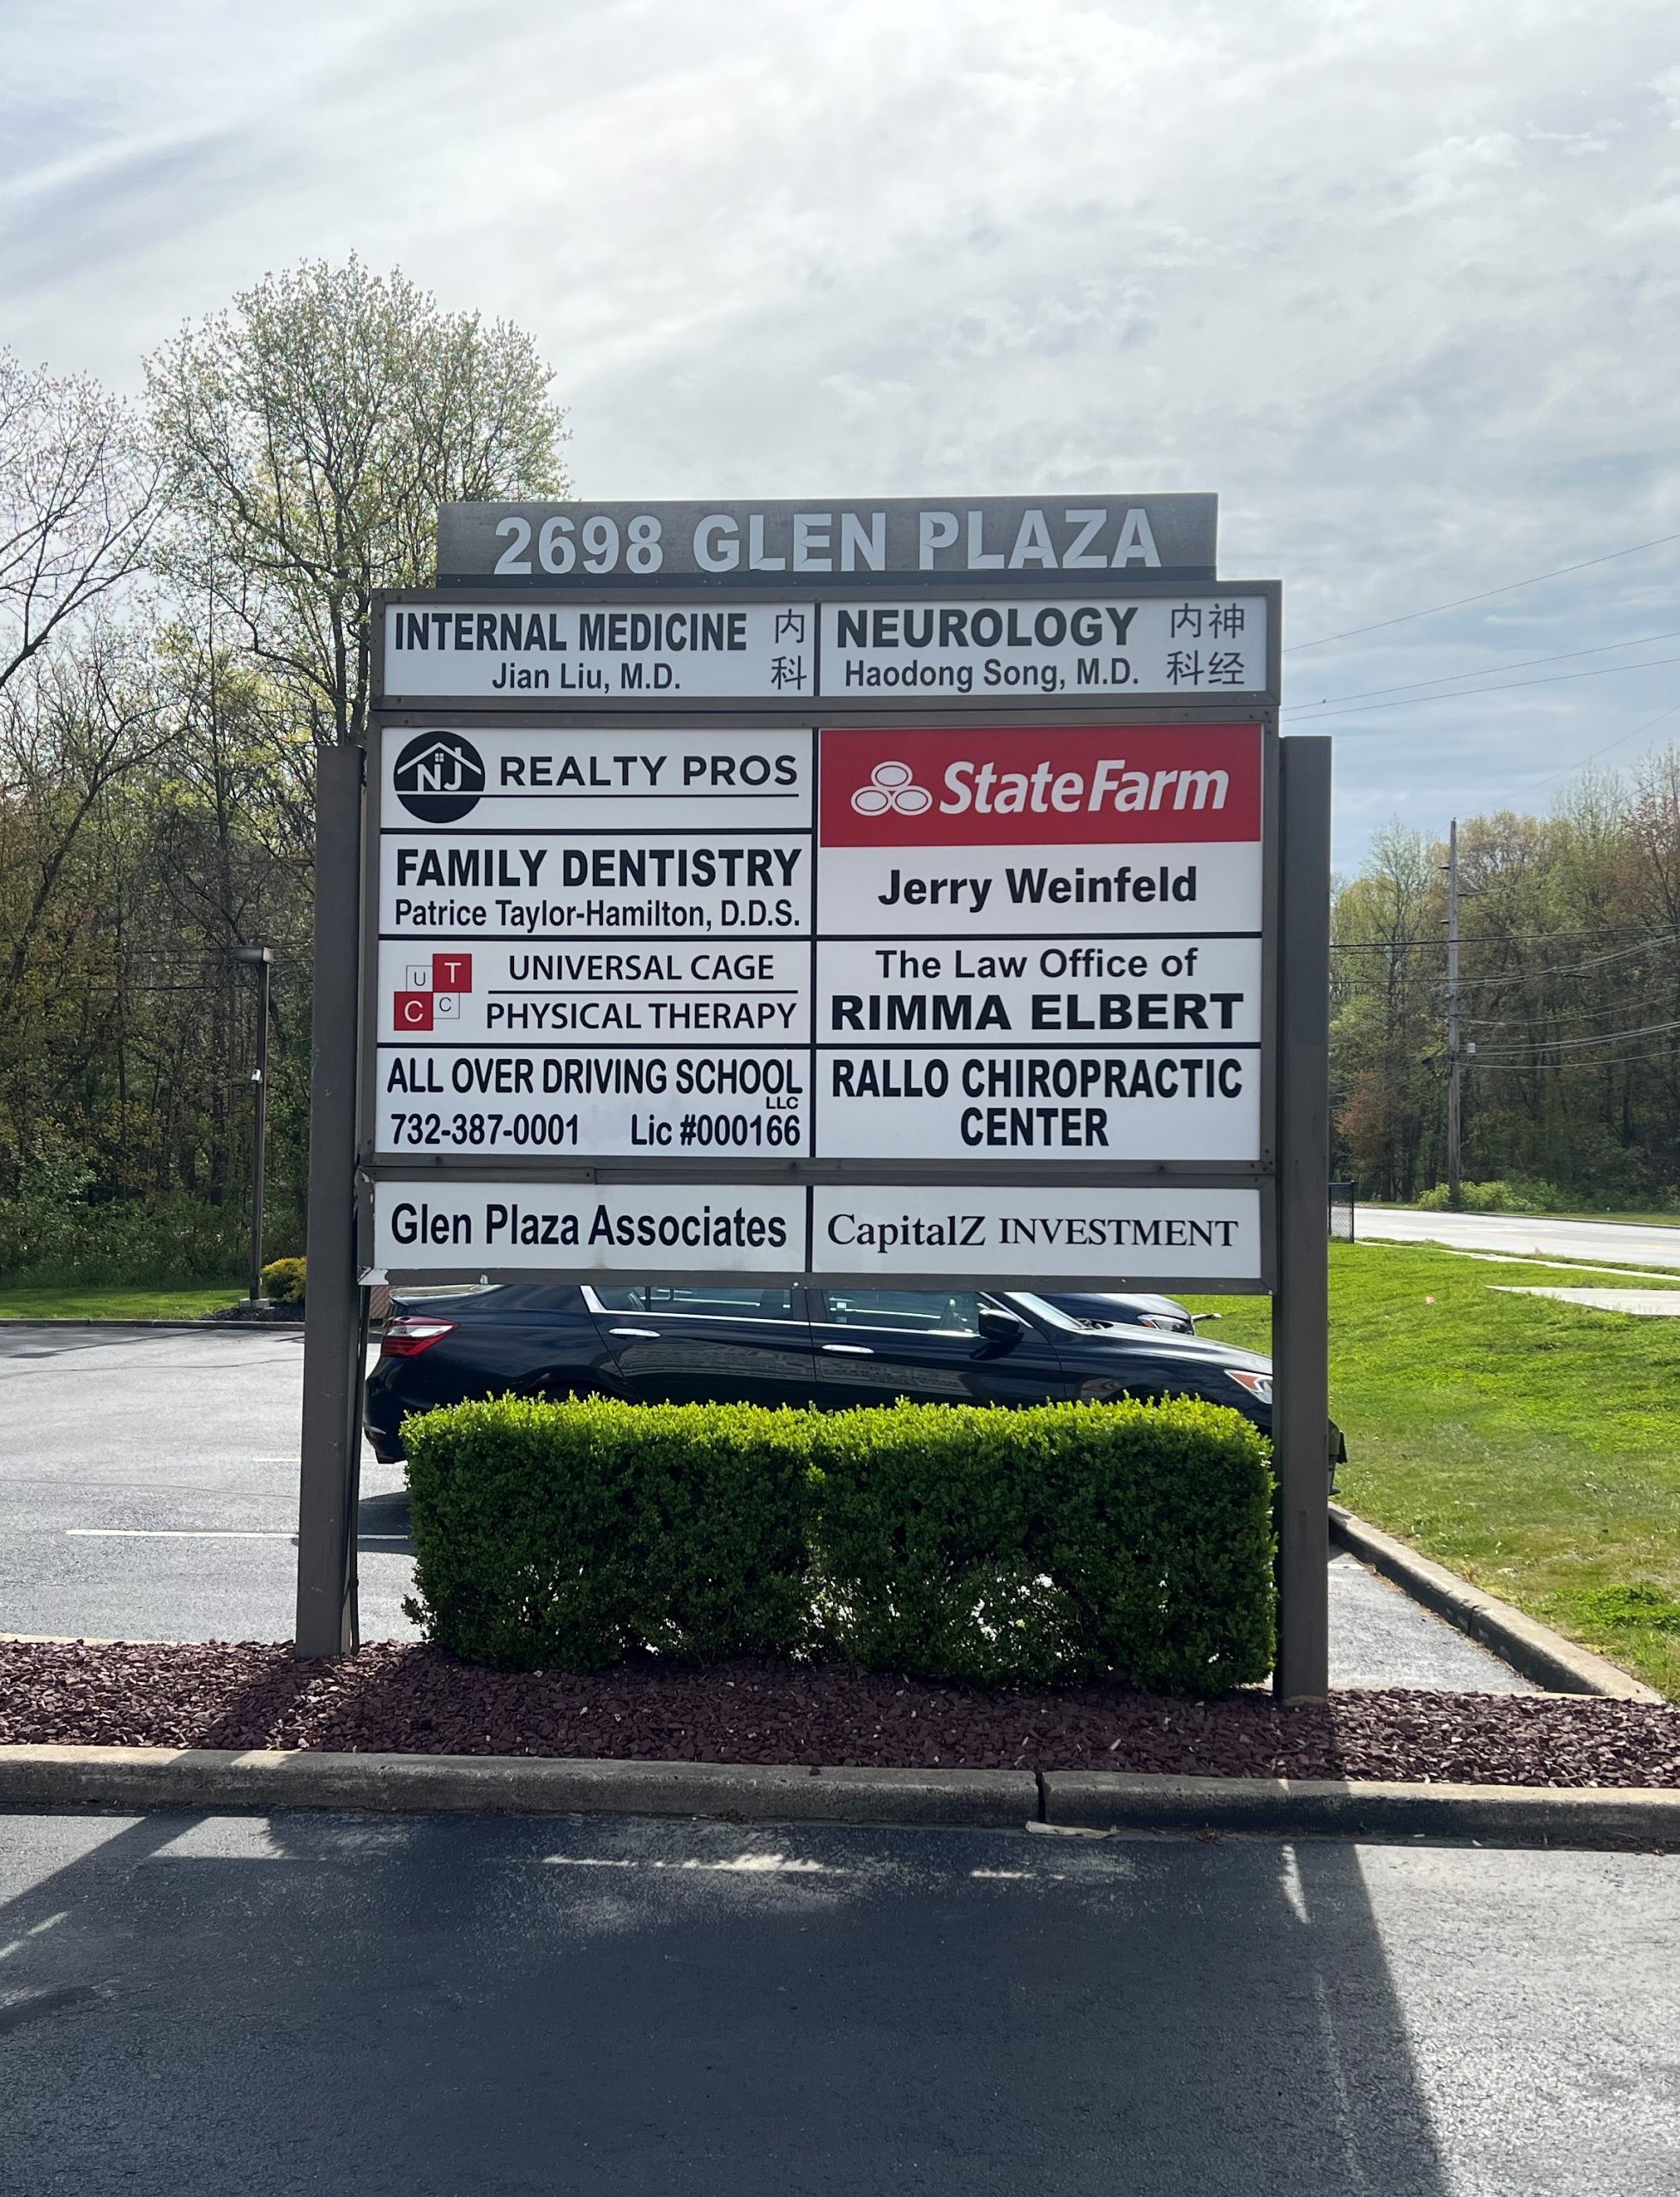 2698 GLEN PLAZA
INTERNAL MEDICINE
Jian Liu, M.D.
内
科
NEUROLOGY
Haodong Song, M.D.
内神
科经
NJ REALTY PROS
StateFarm
Jerry Weinfeld
FAMILY DENTISTRY
Patrice Taylor-Hamilton, D.D.S.
U T
C C
UNIVERSAL CAGE
PHYSICAL THERAPY
The Law Office of
RIMMA ELBERT
ALL OVER DRIVING SCHOOL
LLC
732-387-0001 Lic #000166
RALLO CHIROPRACTIC
CENTER
Glen Plaza Associates
CapitalZ INVESTMENT